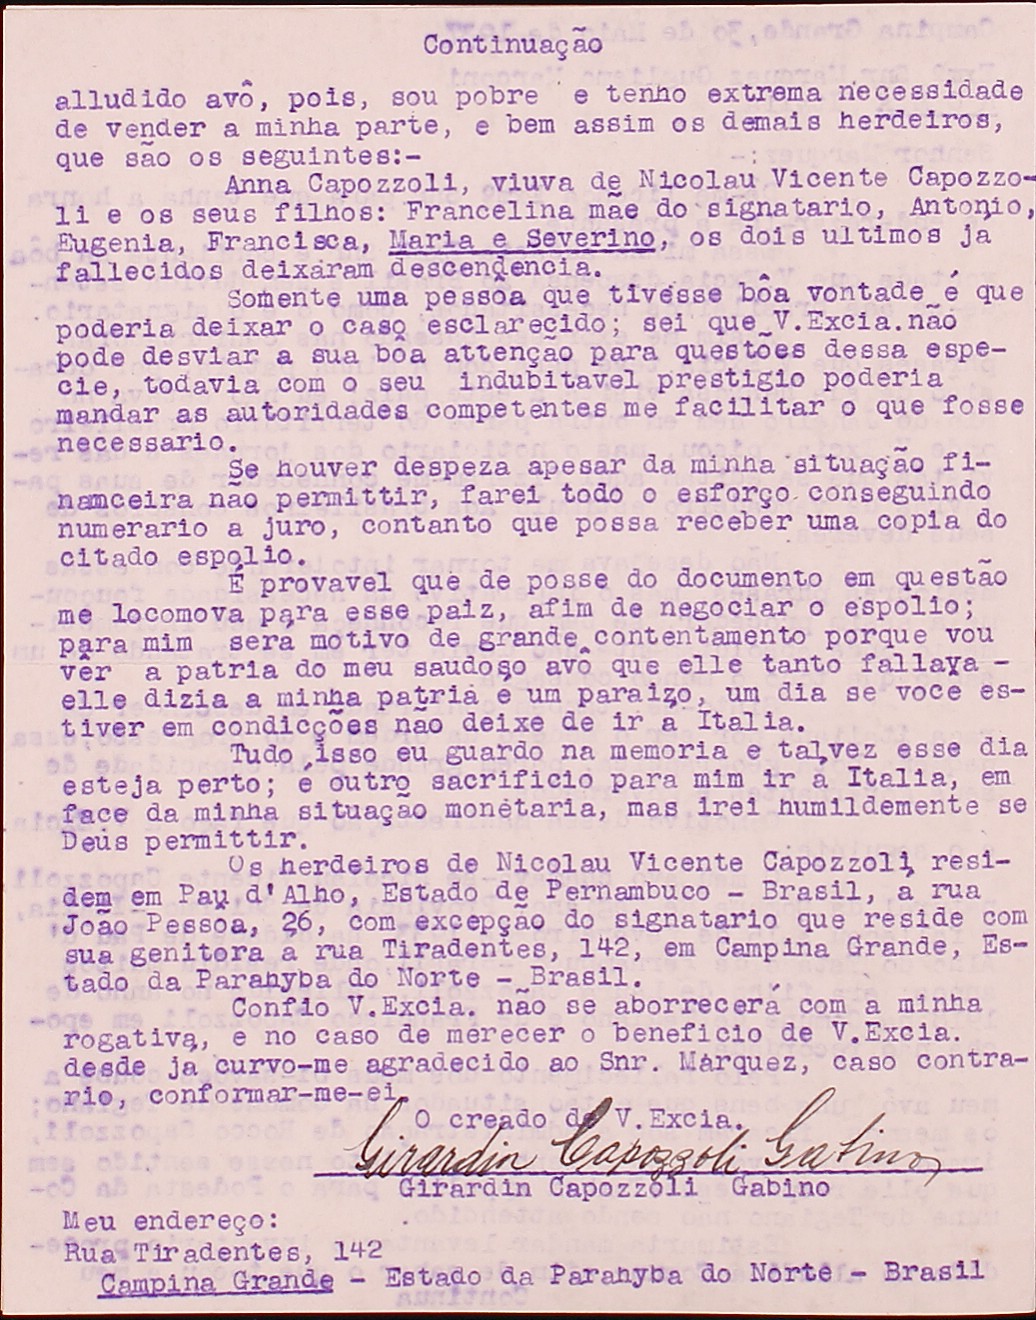 Continuação
alludido avô, pois, sou pobre e tenho extrema necessidade
de vender a minha parte, e bem assim os demais herdeiros,
que são os seguintes:-
Anna Capozzoli, viuva de Nicolau Vicente Capozzo-
li e os seus filhos: Francelina mãe do signatario, Antonio,
Eugenia, Francisca, Maria e Severino, os dois ultimos já
fallecidos deixaram descendencia.
Somente uma pessôa que tivesse bôa vontade é que
poderia deixar o caso esclarecido; sei que V.Excia.não
pode desviar a sua bôa attenção para questões dessa espe-
cie, todavia com o seu indubitavel prestigio poderia
mandar as autoridades competentes me facilitar o que fosse
necessario.
Se houver despeza apesar da minha situação fi-
namceira não permittir, farei todo o esforço conseguindo
numerario a juro, contanto que possa receber uma copia do
citado espolio.
É provavel que de posse do documento em questão
me locomova para esse paiz, afim de negociar o espolio;
para mim será motivo de grande contentamento porque vou
vêr a patria do meu saudoso avô que elle tanto fallava -
elle dizia a minha patria é um paraizo, um dia se voce es-
tiver em condicções não deixe de ir a Italia.
Tudo isso eu guardo na memoria e talvez esse dia
esteja perto; é outro sacrificio para mim ir á Italia, em
face da minha situação monétaria, mas irei humildemente se
Deus permittir.
Os herdeiros de Nicolau Vicente Capozzoli, resi-
dem em Pau d'Alho, Estado de Pernambuco - Brasil, a rua
João Pessoa, 26, com excepção do signatario que reside com
sua genitora á rua Tiradentes, 142, em Campina Grande Es-
tado da Parahyba do Norte - Brasil.
Confio V.Excia. não se aborrecerá com a minha
rogativa, e no caso de merecer o beneficio de V.Excia.
desde já curvo-me agradecido ao Snr. Márquez, caso contra-
rio, conformar-me-ei.
O creado de V.Excia.
Girardin Capozzoli Gabino
Girardin Capozzoli Gabino
Meu endereço:
Rua Tiradentes, 142
Campina Grande - Estado da Parahyba do Norte - Brasil